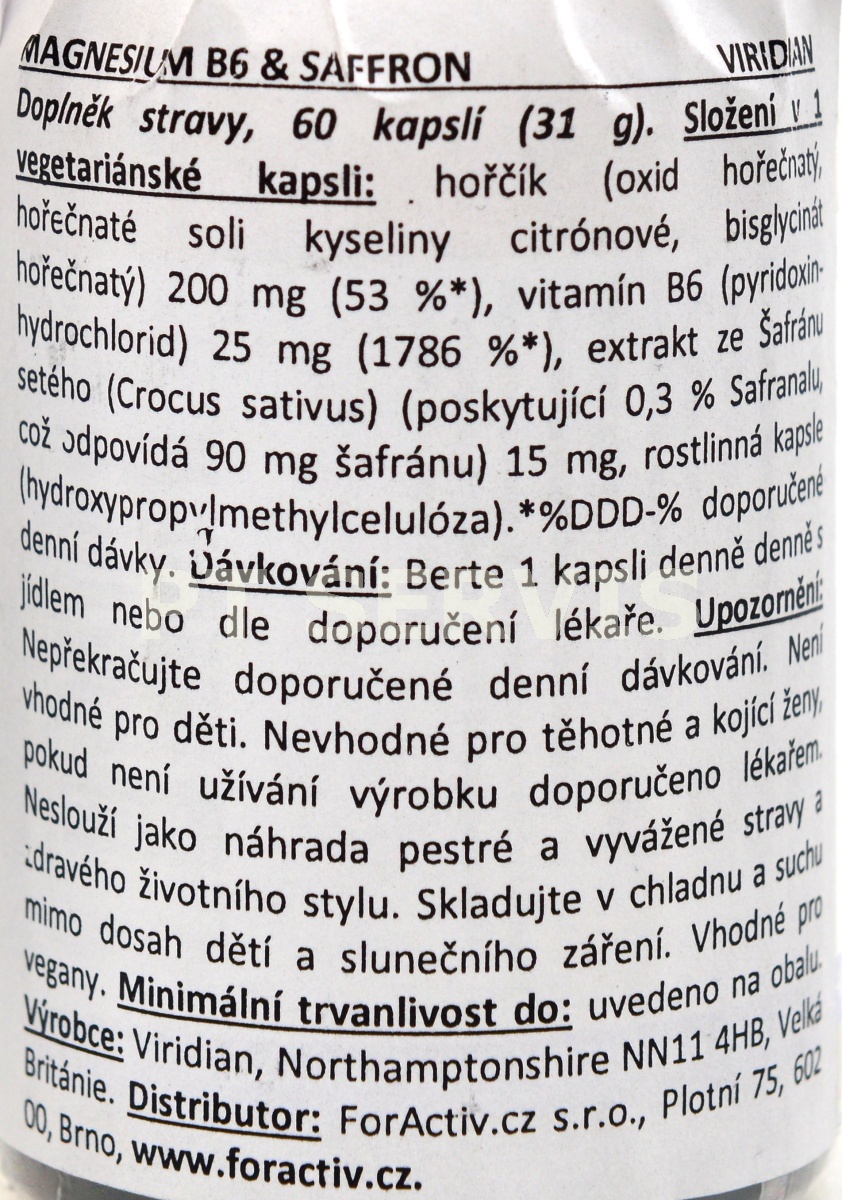 MAGNESIUM B6 & SAFFRON VIRIDIAN
Doplněk stravy, 60 kapslí (31 g). Složení v 1
vegetariánské kapsli: hořčík (oxid hořečnatý,
hořečnaté soli kyseliny citrónové, bisglycinát
hořečnatý) 200 mg (53 %*), vitamín B6 (pyridoxin-
hydrochlorid) 25 mg (1786 %*), extrakt ze Šafránu
setého (Crocus sativus) (poskytující 0,3 % Safranalu,
což odpovídá 90 mg šafránu) 15 mg, rostlinná kapsle
(hydroxypropylmethylcelulóza).*%DDD-% doporučené
denní dávky. Dávkování: Berte 1 kapsli denně denně s
jídlem nebo dle doporučení lékaře. Upozornění:
Nepřekračujte doporučené denní dávkování. Není
vhodné pro děti. Nevhodné pro těhotné a kojící ženy,
pokud není užívání výrobku doporučeno lékařem.
Neslouží jako náhrada pestré a vyvážené stravy a
zdravého životního stylu. Skladujte v chladnu a suchu
mimo dosah dětí a slunečního záření. Vhodné pro
vegany. Minimální trvanlivost do: uvedeno na obalu.
Výrobce: Viridian, Northamptonshire NN11 4HB, Velká
Británie. Distributor: ForActiv.cz s.r.o., Plotní 75, 602
00, Brno, www.foractiv.cz.